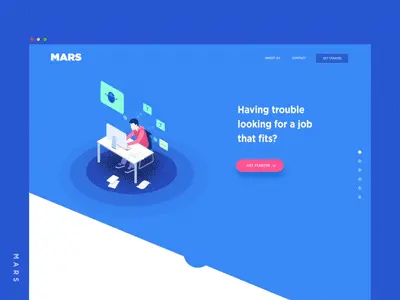 MARS
ABOUT US
CONTACT
GET STARTED
Having trouble
looking for a job
that fits?
GET STARTED
MARS